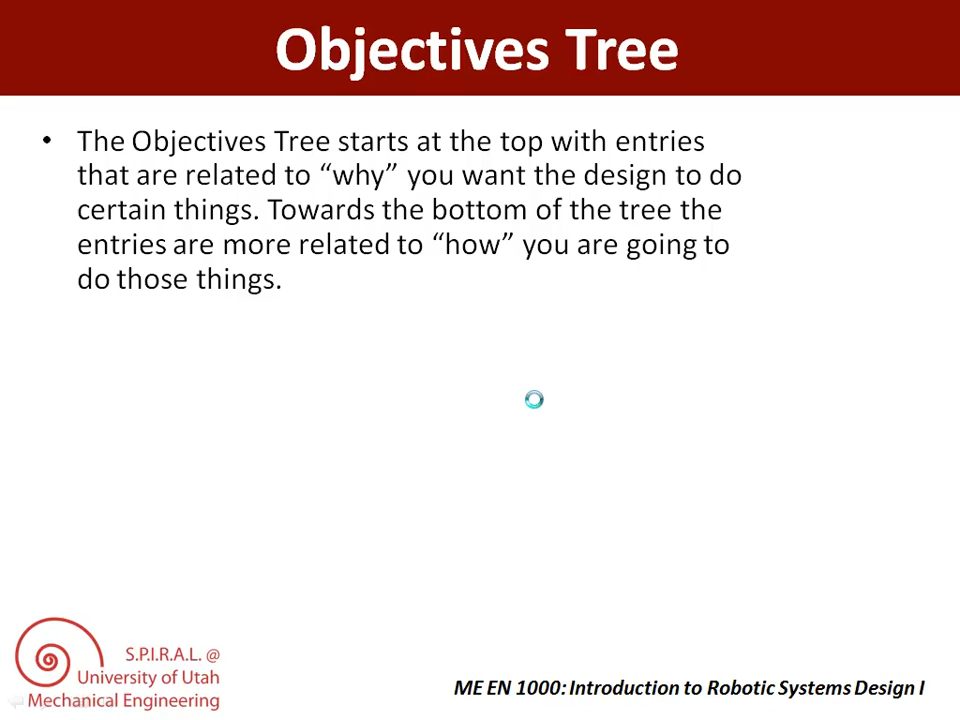 Objectives Tree
• The Objectives Tree starts at the top with entries
that are related to “why” you want the design to do
certain things. Towards the bottom of the tree the
entries are more related to “how” you are going to
do those things.
S.P.I.R.A.L. @
University of Utah
Mechanical Engineering
ME EN 1000: Introduction to Robotic Systems Design I